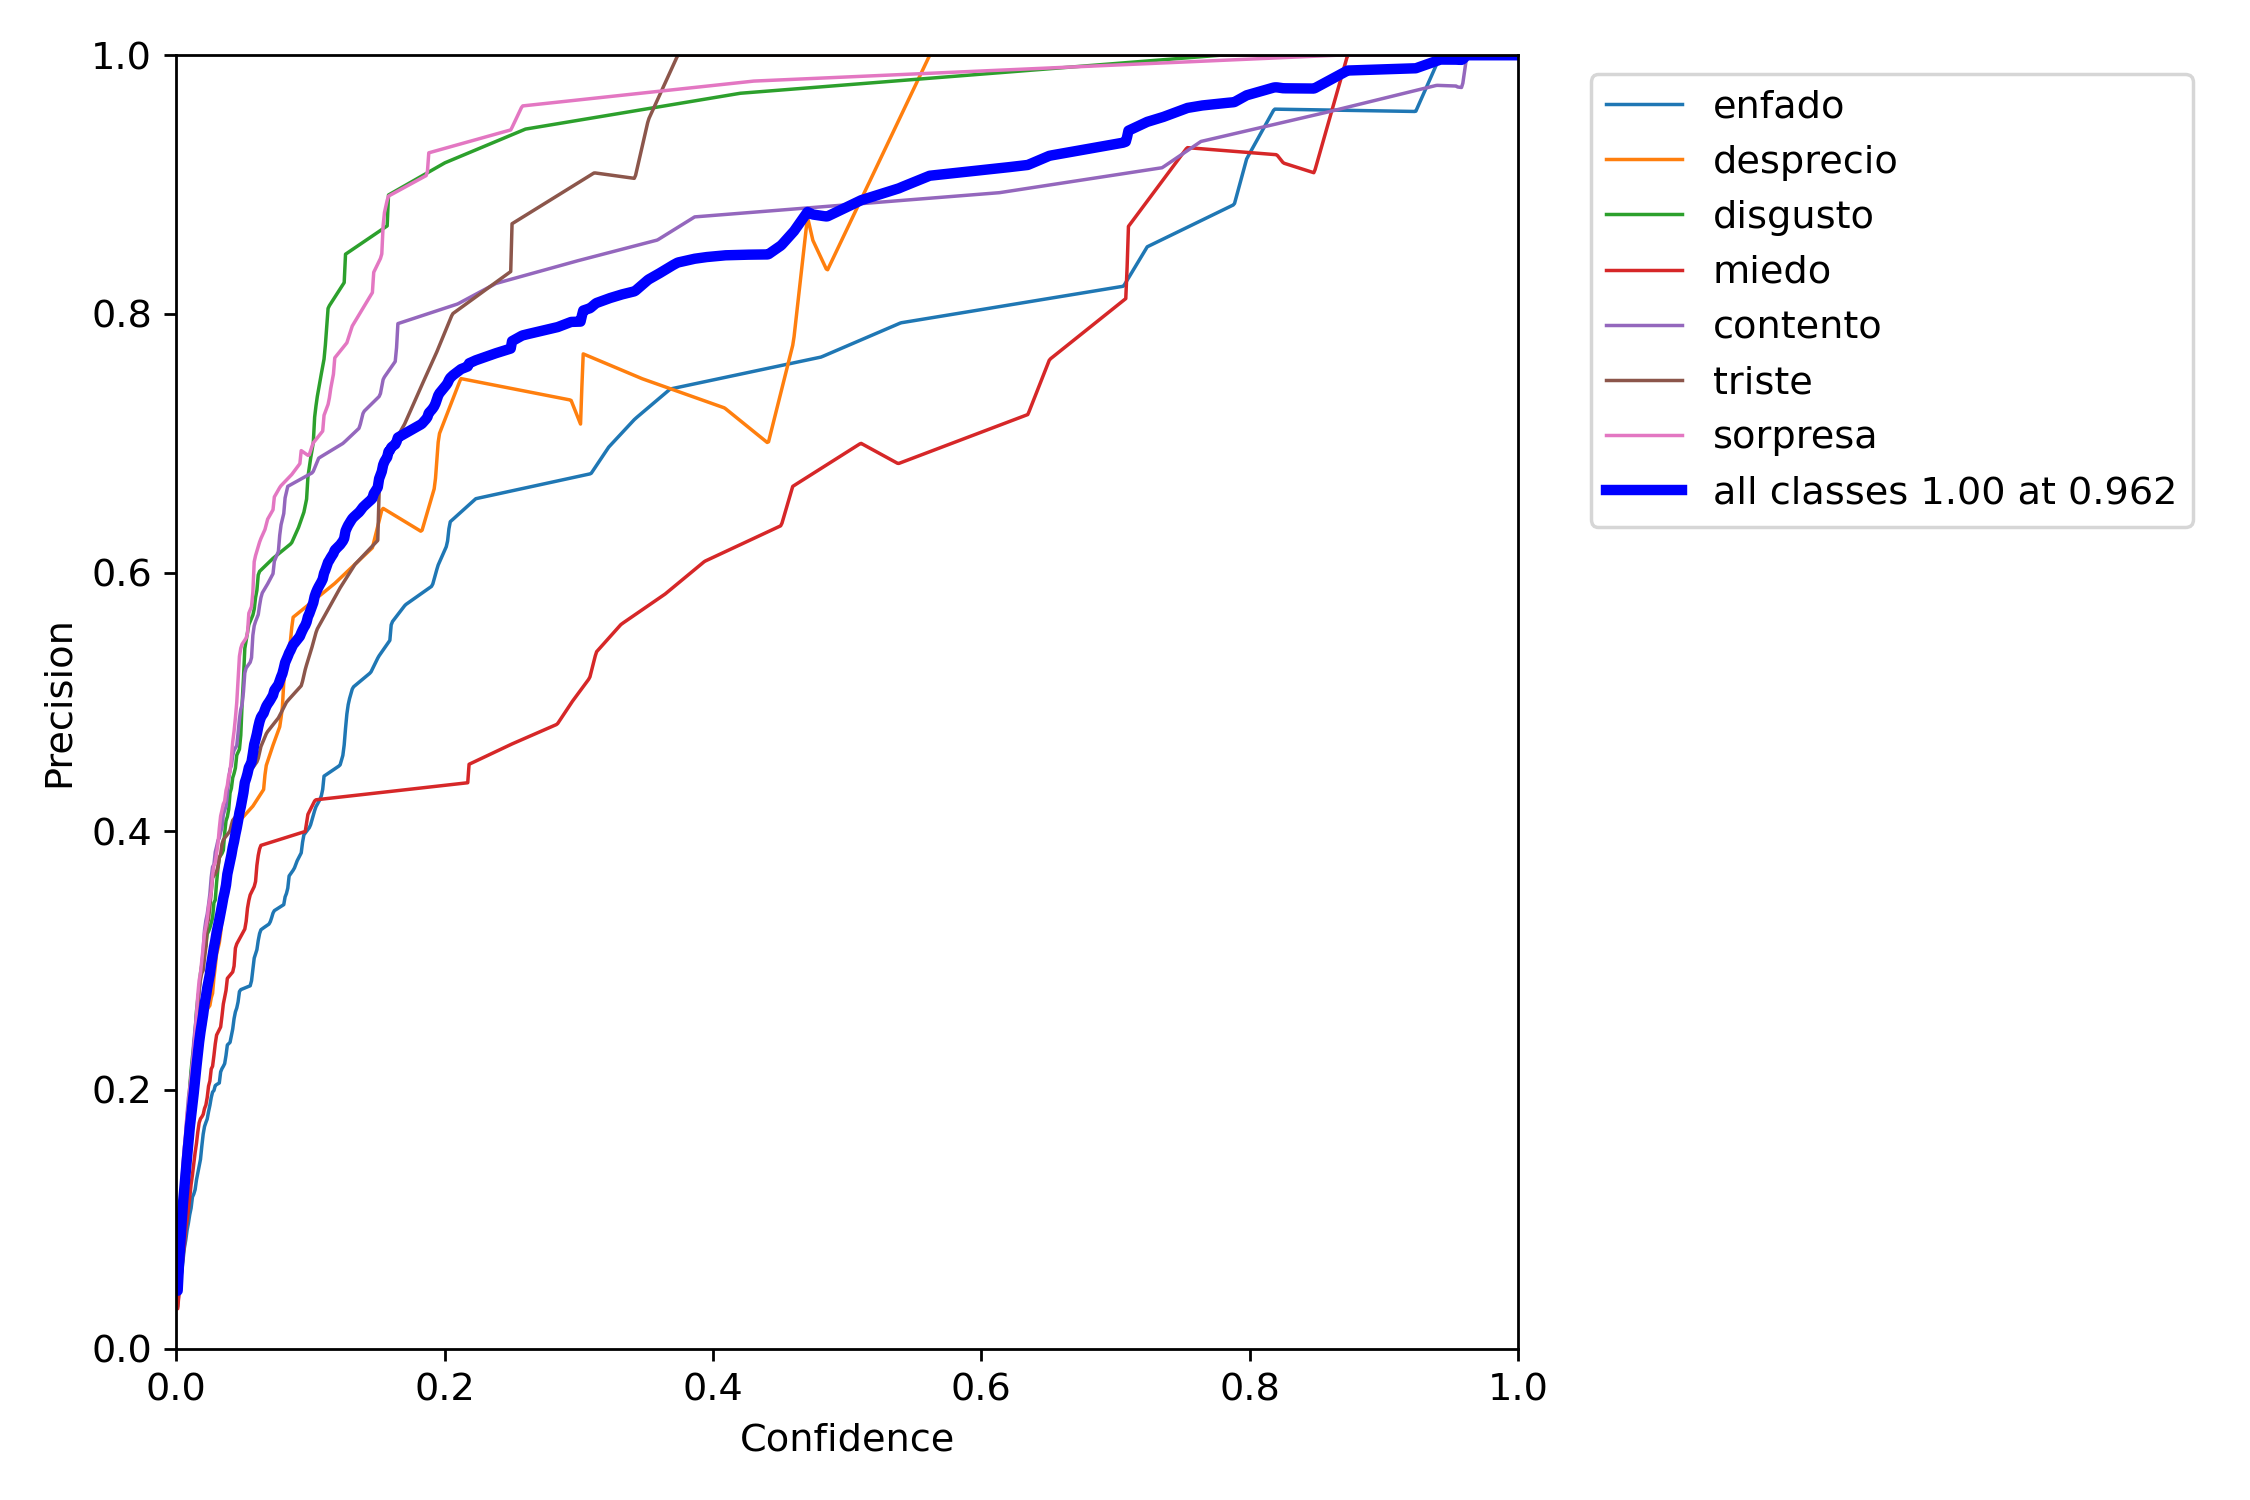 1.0
0.8
0.6
0.4
0.2
0.0
Precision
0.0 0.2 0.4 0.6 0.8 1.0
Confidence
enfado
desprecio
disgusto
miedo
contento
triste
sorpresa
all classes 1.00 at 0.962